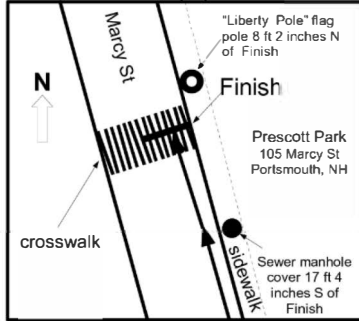 "Liberty Pole" flag
pole 8 ft 2 inches N
of Finish
Marcy St
N
Finish
Prescott Park
105 Marcy St
Portsmouth, NH
crosswalk
sidewalk
Sewer manhole
cover 17 ft 4
inches S of
Finish